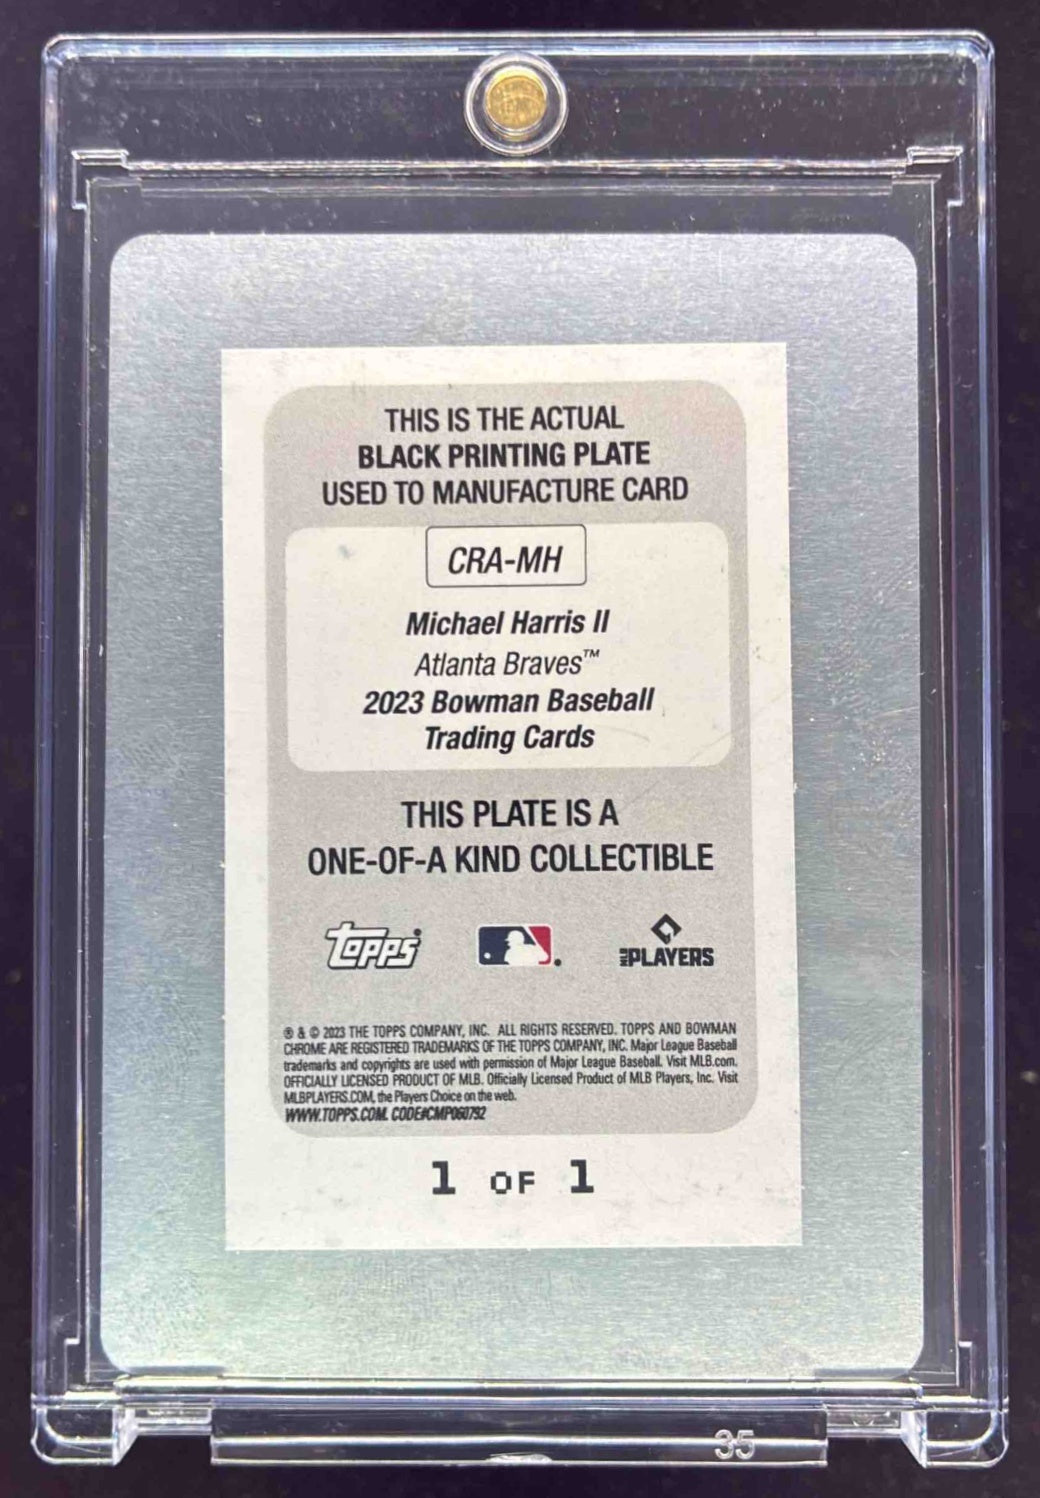 THIS IS THE ACTUAL
BLACK PRINTING PLATE
USED TO MANUFACTURE CARD
CRA-MH
Michael Harris II
Atlanta Braves™
2023 Bowman Baseball
Trading Cards
THIS PLATE IS A
ONE-OF-A KIND COLLECTIBLE
Topps
MLB PLAYERS
® & © 2023 THE TOPPS COMPANY, INC. ALL RIGHTS RESERVED. TOPPS AND BOWMAN
CHROME ARE REGISTERED TRADEMARKS OF THE TOPPS COMPANY, INC. Major League Baseball
trademarks and copyrights are used with permission of Major League Baseball. Visit MLB.com.
OFFICIALLY LICENSED PRODUCT OF MLB. Officially Licensed Product of MLB Players, Inc. Visit
MLBPLAYERS.COM, the Players Choice on the web.
WWW.TOPPS.COM. CODE#CMP060792
1 OF 1
35